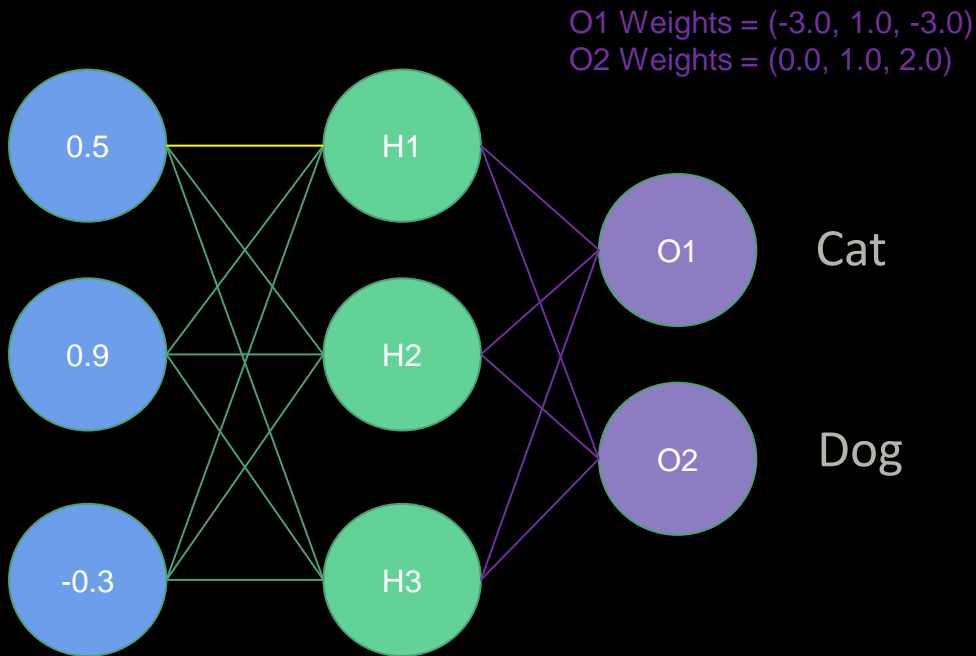 O1 Weights = (-3.0, 1.0, -3.0)
O2 Weights = (0.0, 1.0, 2.0)
0.5
H1
O1
Cat
0.9
H2
O2
Dog
-0.3
H3